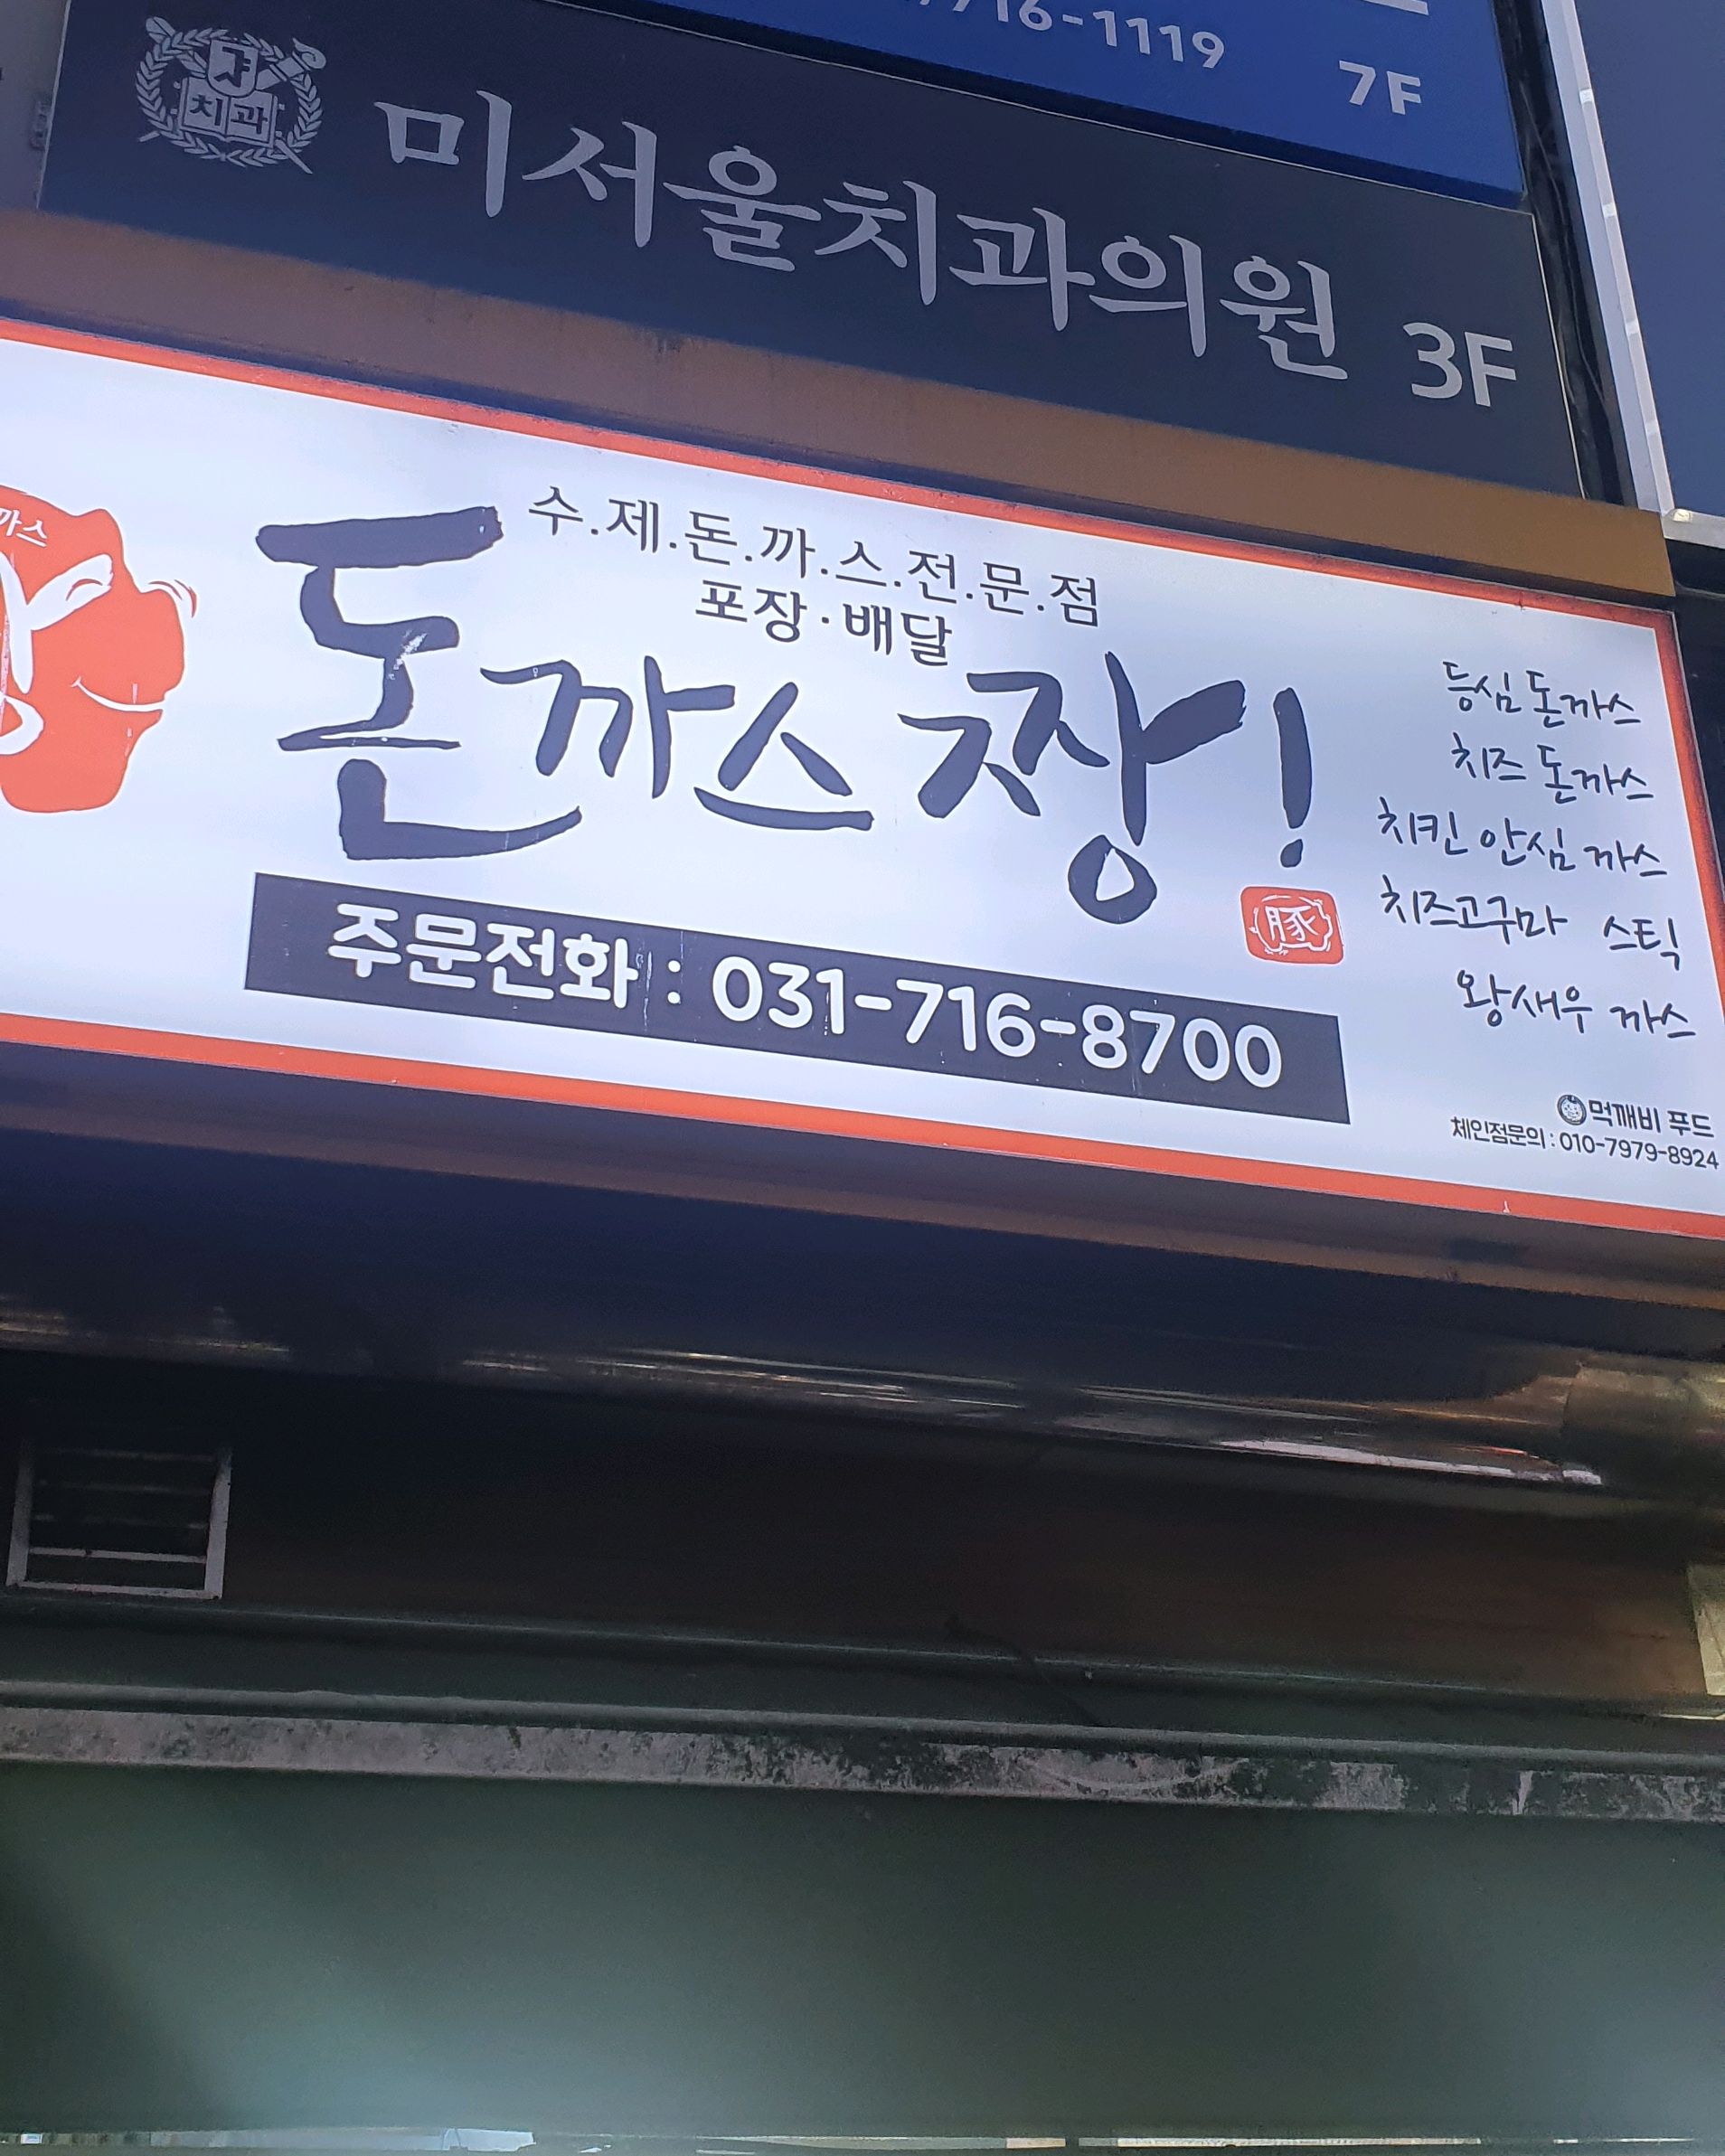 716-1119
7F
치과
미서울치과의원 3F
까스
수.제.돈.까.스.전.문.점
포장·배달
돈까스 짱!
豚
주문전화 : 031-716-8700
등심 돈까스
치즈 돈까스
치킨 안심 까스
치즈고구마 스틱
왕새우 까스
먹깨비 푸드
체인점문의 : 010-7979-8924